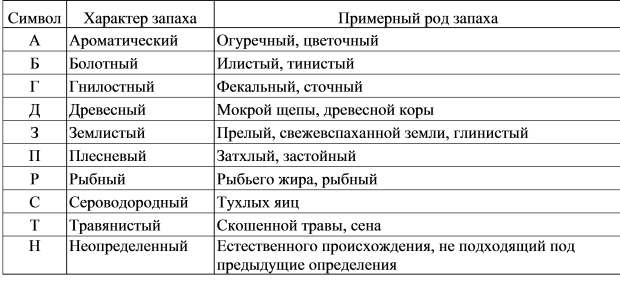 Символ Характер запаха Примерный род запаха
А Ароматический Огуречный, цветочный
Б Болотный Илистый, тинистый
Г Гнилостный Фекальный, сточный
Д Древесный Мокрой щепы, древесной коры
З Землистый Прелый, свежевспаханной земли, глинистый
П Плесневый Затхлый, застойный
Р Рыбный Рыбьего жира, рыбный
С Сероводородный Тухлых яиц
Т Травянистый Скошенной травы, сена
Н Неопределенный Естественного происхождения, не подходящий под
предыдущие определения